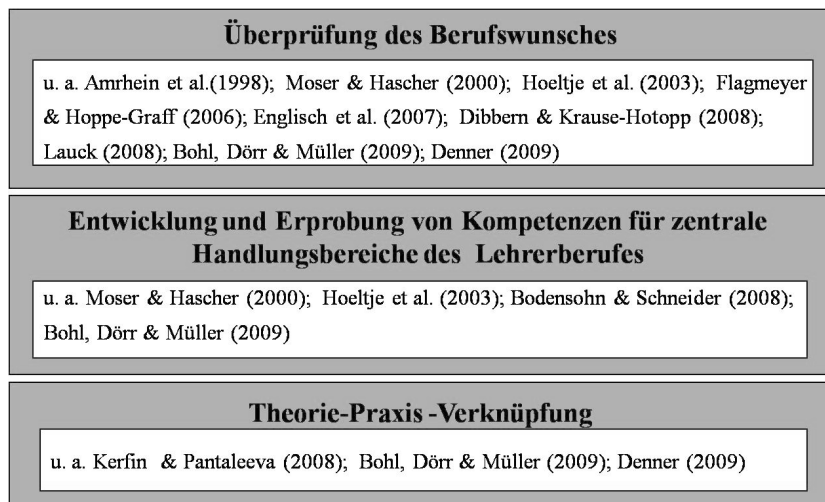 Überprüfung des Berufswunsches
u. a. Amrhein et al.(1998); Moser & Hascher (2000); Hoeltje et al. (2003); Flagmeyer
& Hoppe-Graff (2006); Englisch et al. (2007); Dibbern & Krause-Hotopp (2008);
Lauck (2008); Bohl, Dörr & Müller (2009); Denner (2009)
Entwicklung und Erprobung von Kompetenzen für zentrale
Handlungsbereiche des Lehrerberufes
u. a. Moser & Hascher (2000); Hoeltje et al. (2003); Bodensohn & Schneider (2008);
Bohl, Dörr & Müller (2009)
Theorie-Praxis -Verknüpfung
u. a. Kerfin & Pantaleeva (2008); Bohl, Dörr & Müller (2009); Denner (2009)